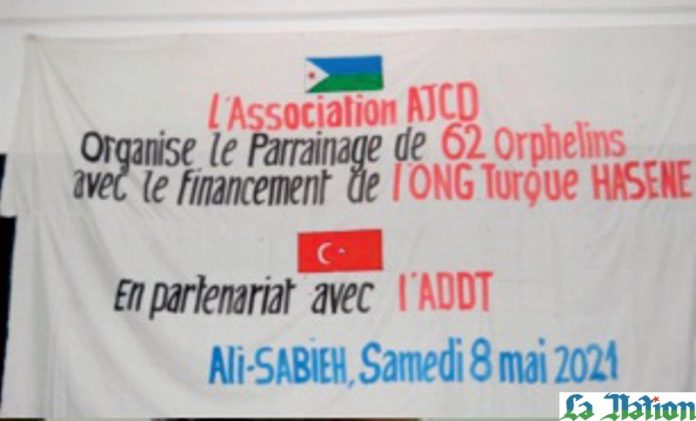 l'Association AJCD
Organise le Parrainage de 62 Orphelins
avec le Financement de l'ONG Turque HASENE
En partenariat avec l'ADDT
Ali-SABIEH, Samedi 8 mai 2021
La Nation